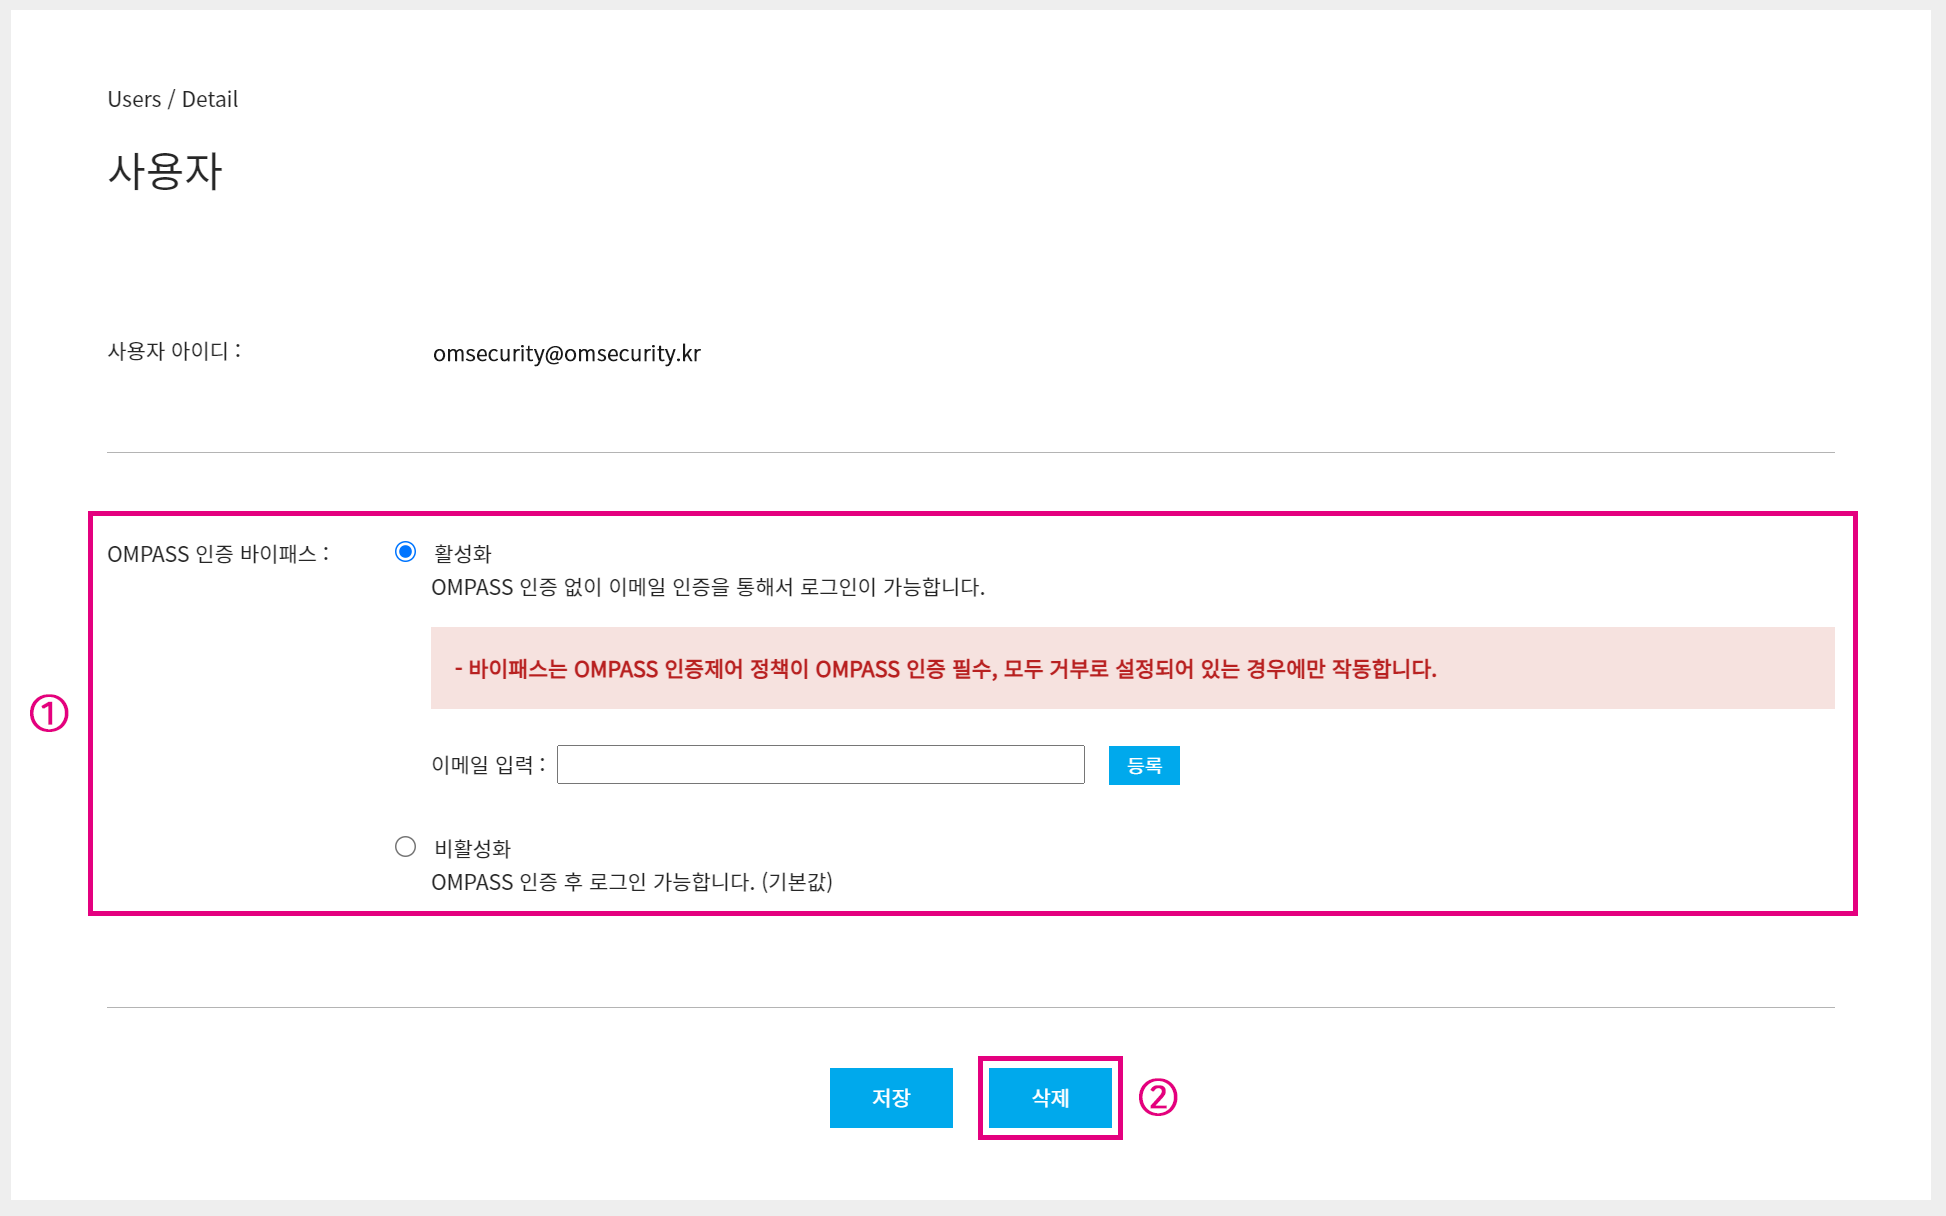 Users / Detail
사용자
사용자 아이디 : omsecurity@omsecurity.kr
OMPASS 인증 바이패스 : 활성화
OMPASS 인증 없이 이메일 인증을 통해서 로그인이 가능합니다.
- 바이패스는 OMPASS 인증제어 정책이 OMPASS 인증 필수, 모두 거부로 설정되어 있는 경우에만 작동합니다.
①
이메일 입력 : 등록
비활성화
OMPASS 인증 후 로그인 가능합니다. (기본값)
저장 삭제 ②